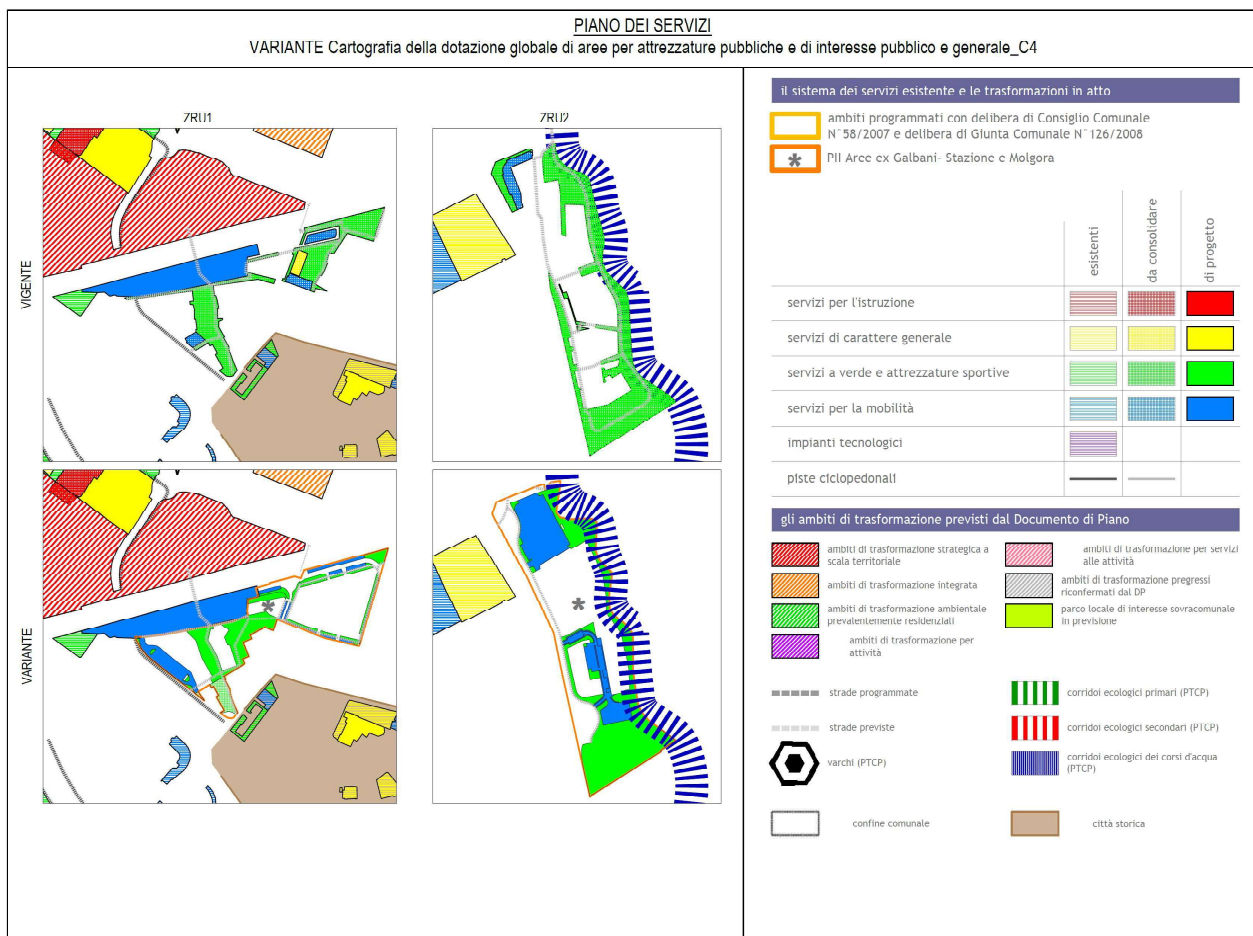 PIANO DEI SERVIZI
VARIANTE Cartografia della dotazione globale di aree per attrezzature pubbliche e di interesse pubblico e generale_C4
ZRU1
ZRU2
VIGENTE
VARIANTE
il sistema dei servizi esistente e le trasformazioni in atto
ambiti programmati con delibera di Consiglio Comunale
N°58/2007 e delibera di Giunta Comunale N°126/2008
PII Aree ex Galbani- Stazione e Molgora
esistenti
da consolidare
di progetto
servizi per l'istruzione
servizi di carattere generale
servizi a verde e attrezzature sportive
servizi per la mobilità
impianti tecnologici
piste ciclopedonali
gli ambiti di trasformazione previsti dal Documento di Piano
ambiti di trasformazione strategica a
scala territoriale
ambiti di trasformazione integrata
ambiti di trasformazione ambientale
prevalentemente residenziali
ambiti di trasformazione per
attività
ambiti di trasformazione per servizi
alle attività
ambiti di trasformazione pregressi
riconfermati dal DP
parco locale di interesse sovracomunale
in previsione
strade programmate
strade previste
varchi (PTCP)
corridoi ecologici primari (PTCP)
corridoi ecologici secondari (PTCP)
corridoi ecologici dei corsi d'acqua
(PTCP)
confine comunale
città storica